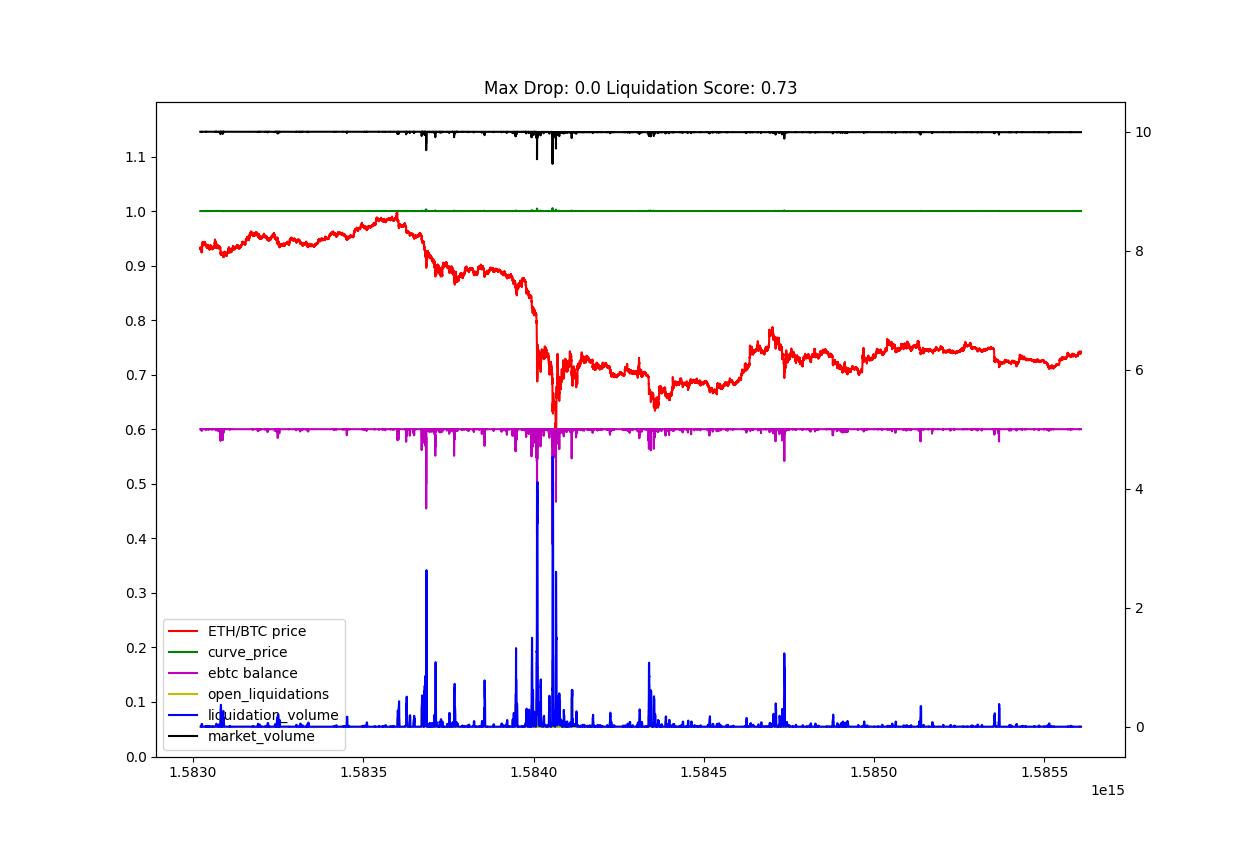 Max Drop: 0.0 Liquidation Score: 0.73
1.1
1.0
0.9
0.8
0.7
0.6
0.5
0.4
0.3
0.2
0.1
0.0
10
8
6
4
2
0
ETH/BTC price
curve_price
ebtc balance
open_liquidations
liquidation_volume
market_volume
1.5830 1.5835 1.5840 1.5845 1.5850 1.5855
1e15